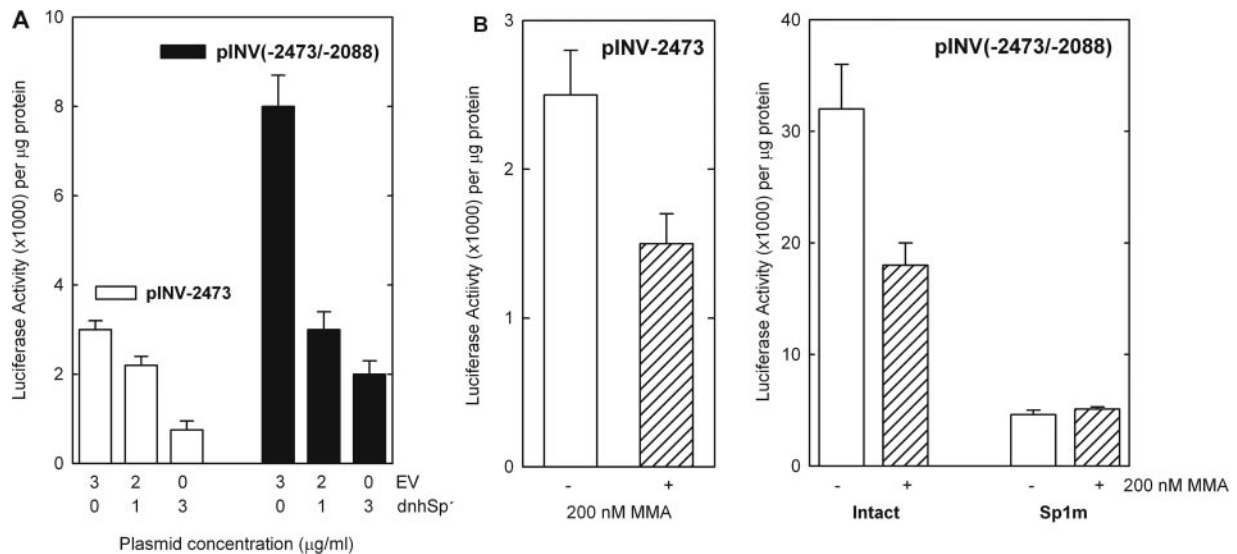 A
Luciferase Activity (x1000) per μg protein
10
8
6
4
2
0
pINV(-2473/-2088)
pINV-2473
3 2 0 3 2 0 EV
0 1 3 0 1 3 dnhSp
Plasmid concentration (μg/ml)
B
Luciferase Activity (x1000) per μg protein
3
2
1
0
pINV-2473
- +
200 nM MMA
Luciferase Activity (x1000) per μg protein
40
30
20
10
0
pINV(-2473/-2088)
- + - + 200 nM MMA
Intact Sp1m